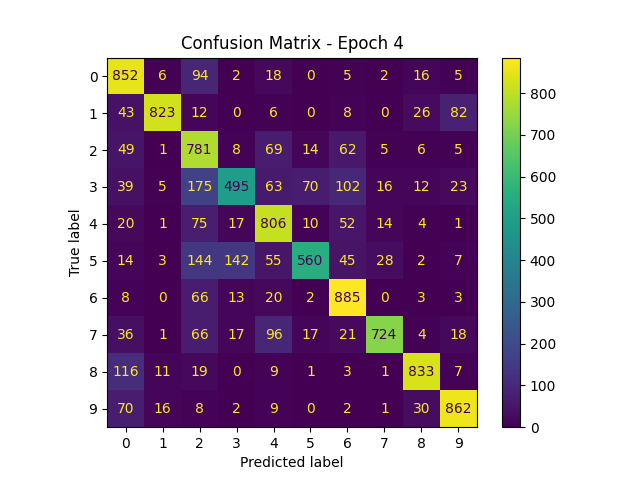 Confusion Matrix - Epoch 4
0 852 6 94 2 18 0 5 2 16 5
1 43 823 12 0 6 0 8 0 26 82
2 49 1 781 8 69 14 62 5 6 5
3 39 5 175 495 63 70 102 16 12 23
4 20 1 75 17 806 10 52 14 4 1
5 14 3 144 142 55 560 45 28 2 7
6 8 0 66 13 20 2 885 0 3 3
7 36 1 66 17 96 17 21 724 4 18
8 116 11 19 0 9 1 3 1 833 7
9 70 16 8 2 9 0 2 1 30 862
0 1 2 3 4 5 6 7 8 9
Predicted label
True label
800
700
600
500
400
300
200
100
0